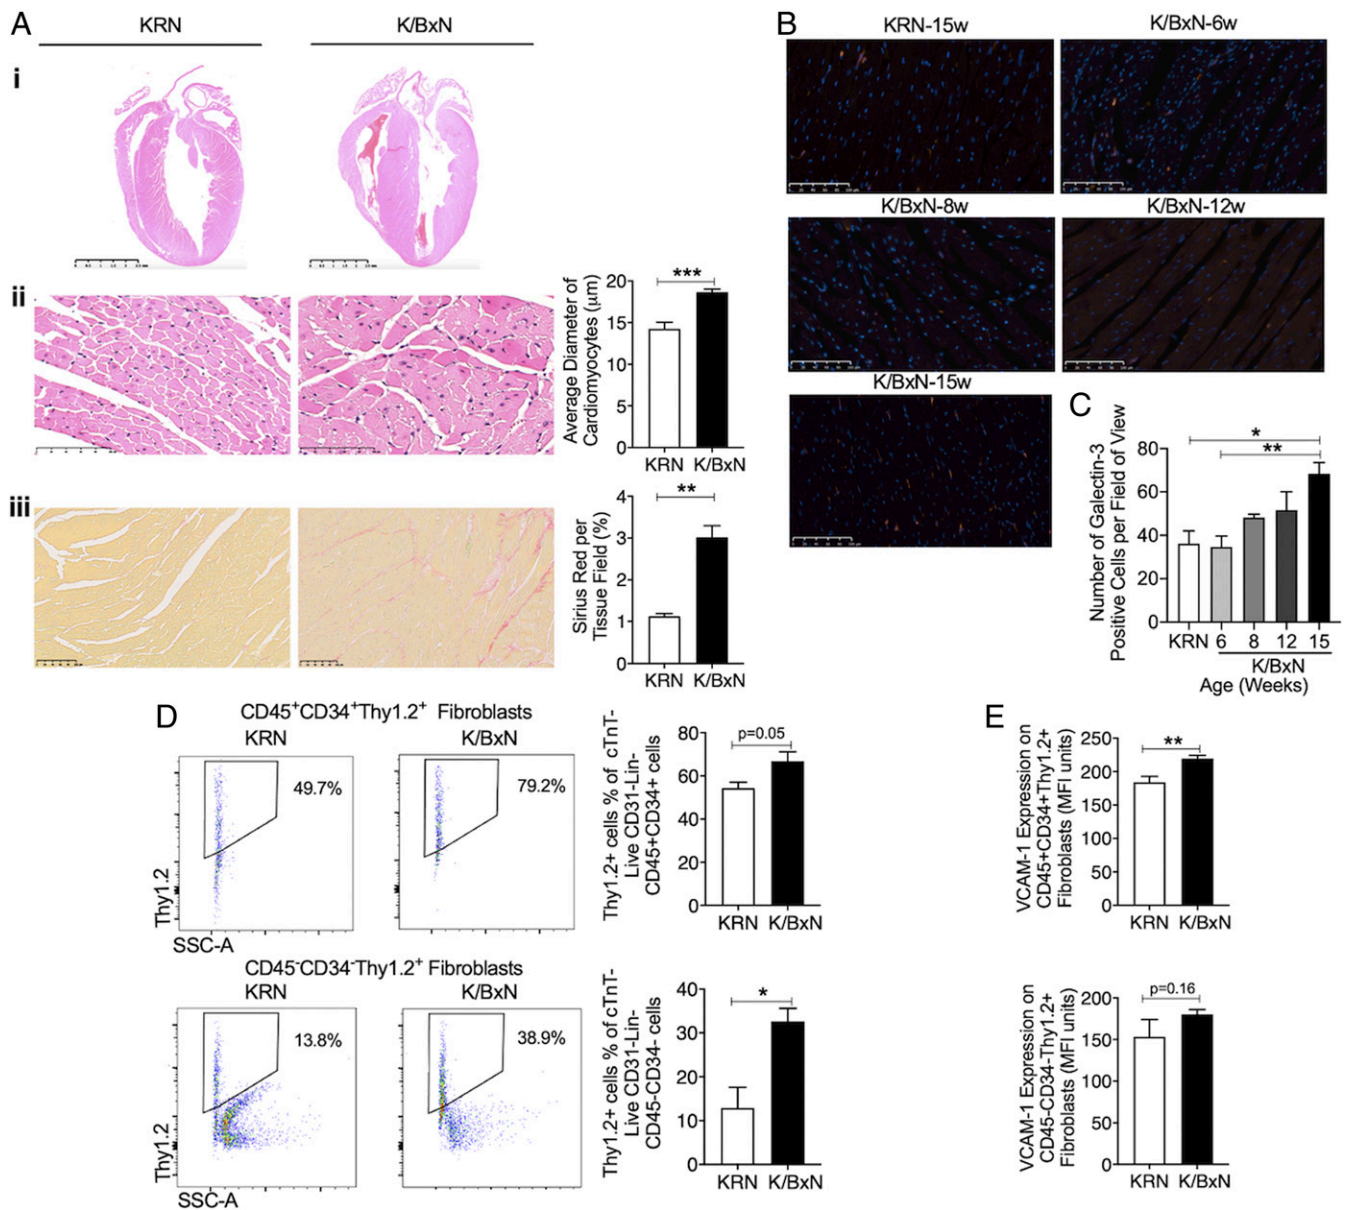 A
KRN
K/BxN
i
ii
Average Diameter of
Cardiomyocytes (μm)
20
15
10
5
0
***
KRN
K/BxN
iii
Sirius Red per
Tissue Field (%)
4
3
2
1
0
**
KRN
K/BxN
B
KRN-15w
K/BxN-6w
K/BxN-8w
K/BxN-12w
K/BxN-15w
C
Number of Galectin-3
Positive Cells per Field of View
80
60
40
20
0
*
**
KRN
6
8
12
15
K/BxN
Age (Weeks)
D
CD45⁺CD34⁺Thy1.2⁺ Fibroblasts
KRN
K/BxN
49.7%
79.2%
Thy1.2
SSC-A
Thy1.2+ cells % of cTnT-
Live CD31-Lin-
CD45+CD34+ cells
80
60
40
20
0
p=0.05
KRN
K/BxN
CD45⁻CD34⁻Thy1.2⁺ Fibroblasts
KRN
K/BxN
13.8%
38.9%
Thy1.2
SSC-A
Thy1.2+ cells % of cTnT-
Live CD31-Lin-
CD45-CD34- cells
40
30
20
10
0
*
KRN
K/BxN
E
VCAM-1 Expression on
CD45+CD34+Thy1.2+
Fibroblasts (MFI units)
250
200
150
100
50
0
**
KRN
K/BxN
VCAM-1 Expression on
CD45-CD34-Thy1.2+
Fibroblasts (MFI units)
200
150
100
50
0
p=0.16
KRN
K/BxN